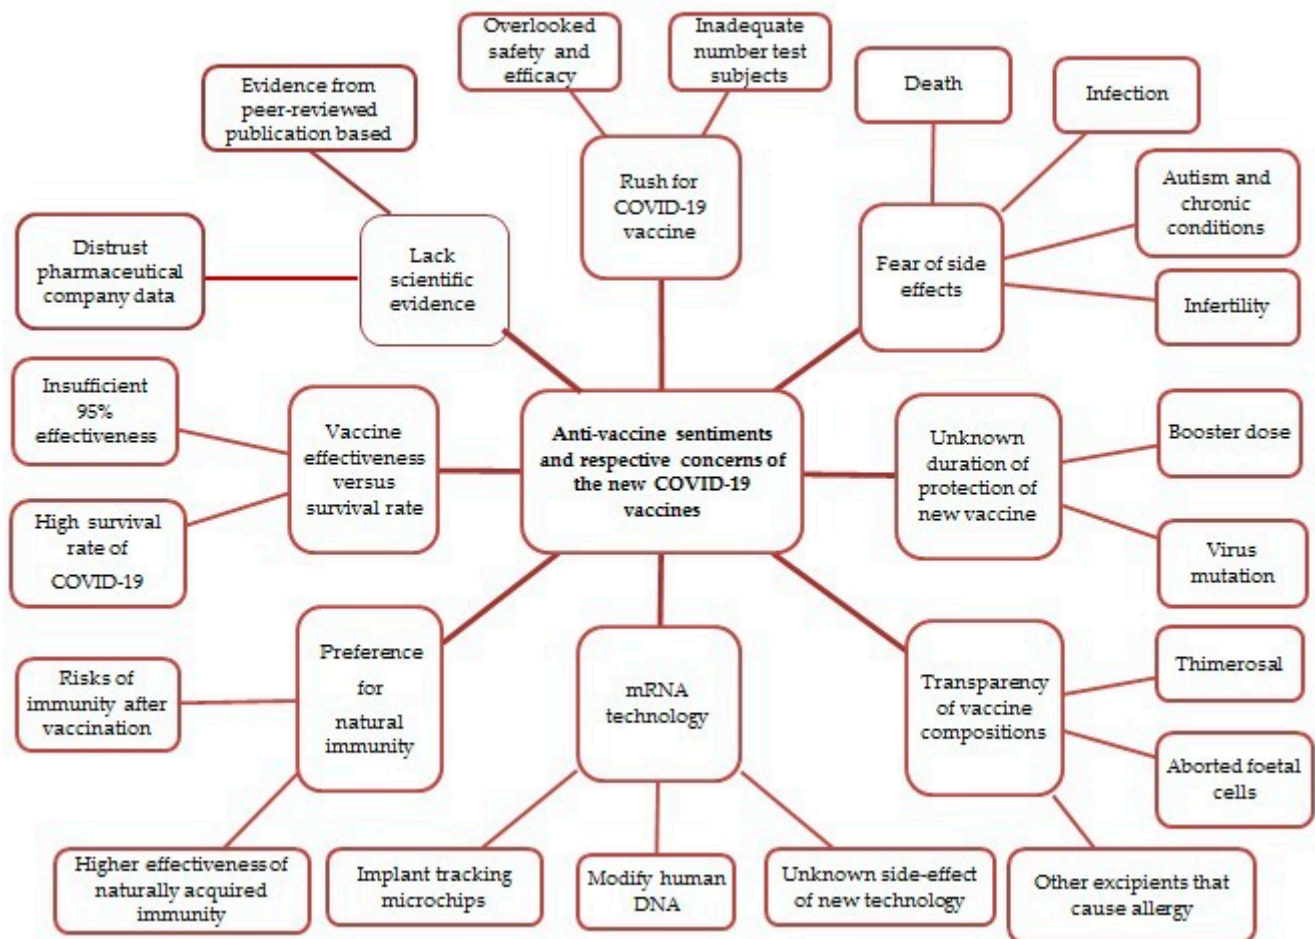 Overlooked
safety and
efficacy
Inadequate
number test
subjects
Death
Infection
Evidence from
peer-reviewed
publication based
Rush for
COVID-19
vaccine
Autism and
chronic
conditions
Distrust
pharmaceutical
company data
Lack
scientific
evidence
Fear of side
effects
Infertility
Insufficient
95%
effectiveness
Vaccine
effectiveness
versus
survival rate
Anti-vaccine sentiments
and respective concerns of
the new COVID-19
vaccines
Unknown
duration of
protection of
new vaccine
Booster dose
High survival
rate of
COVID-19
Virus
mutation
Risks of
immunity after
vaccination
Preference
for
natural
immunity
mRNA
technology
Transparency
of vaccine
compositions
Thimerosal
Aborted foetal
cells
Higher effectiveness of
naturally acquired
immunity
Implant tracking
microchips
Modify human
DNA
Unknown side-effect
of new technology
Other excipients that
cause allergy